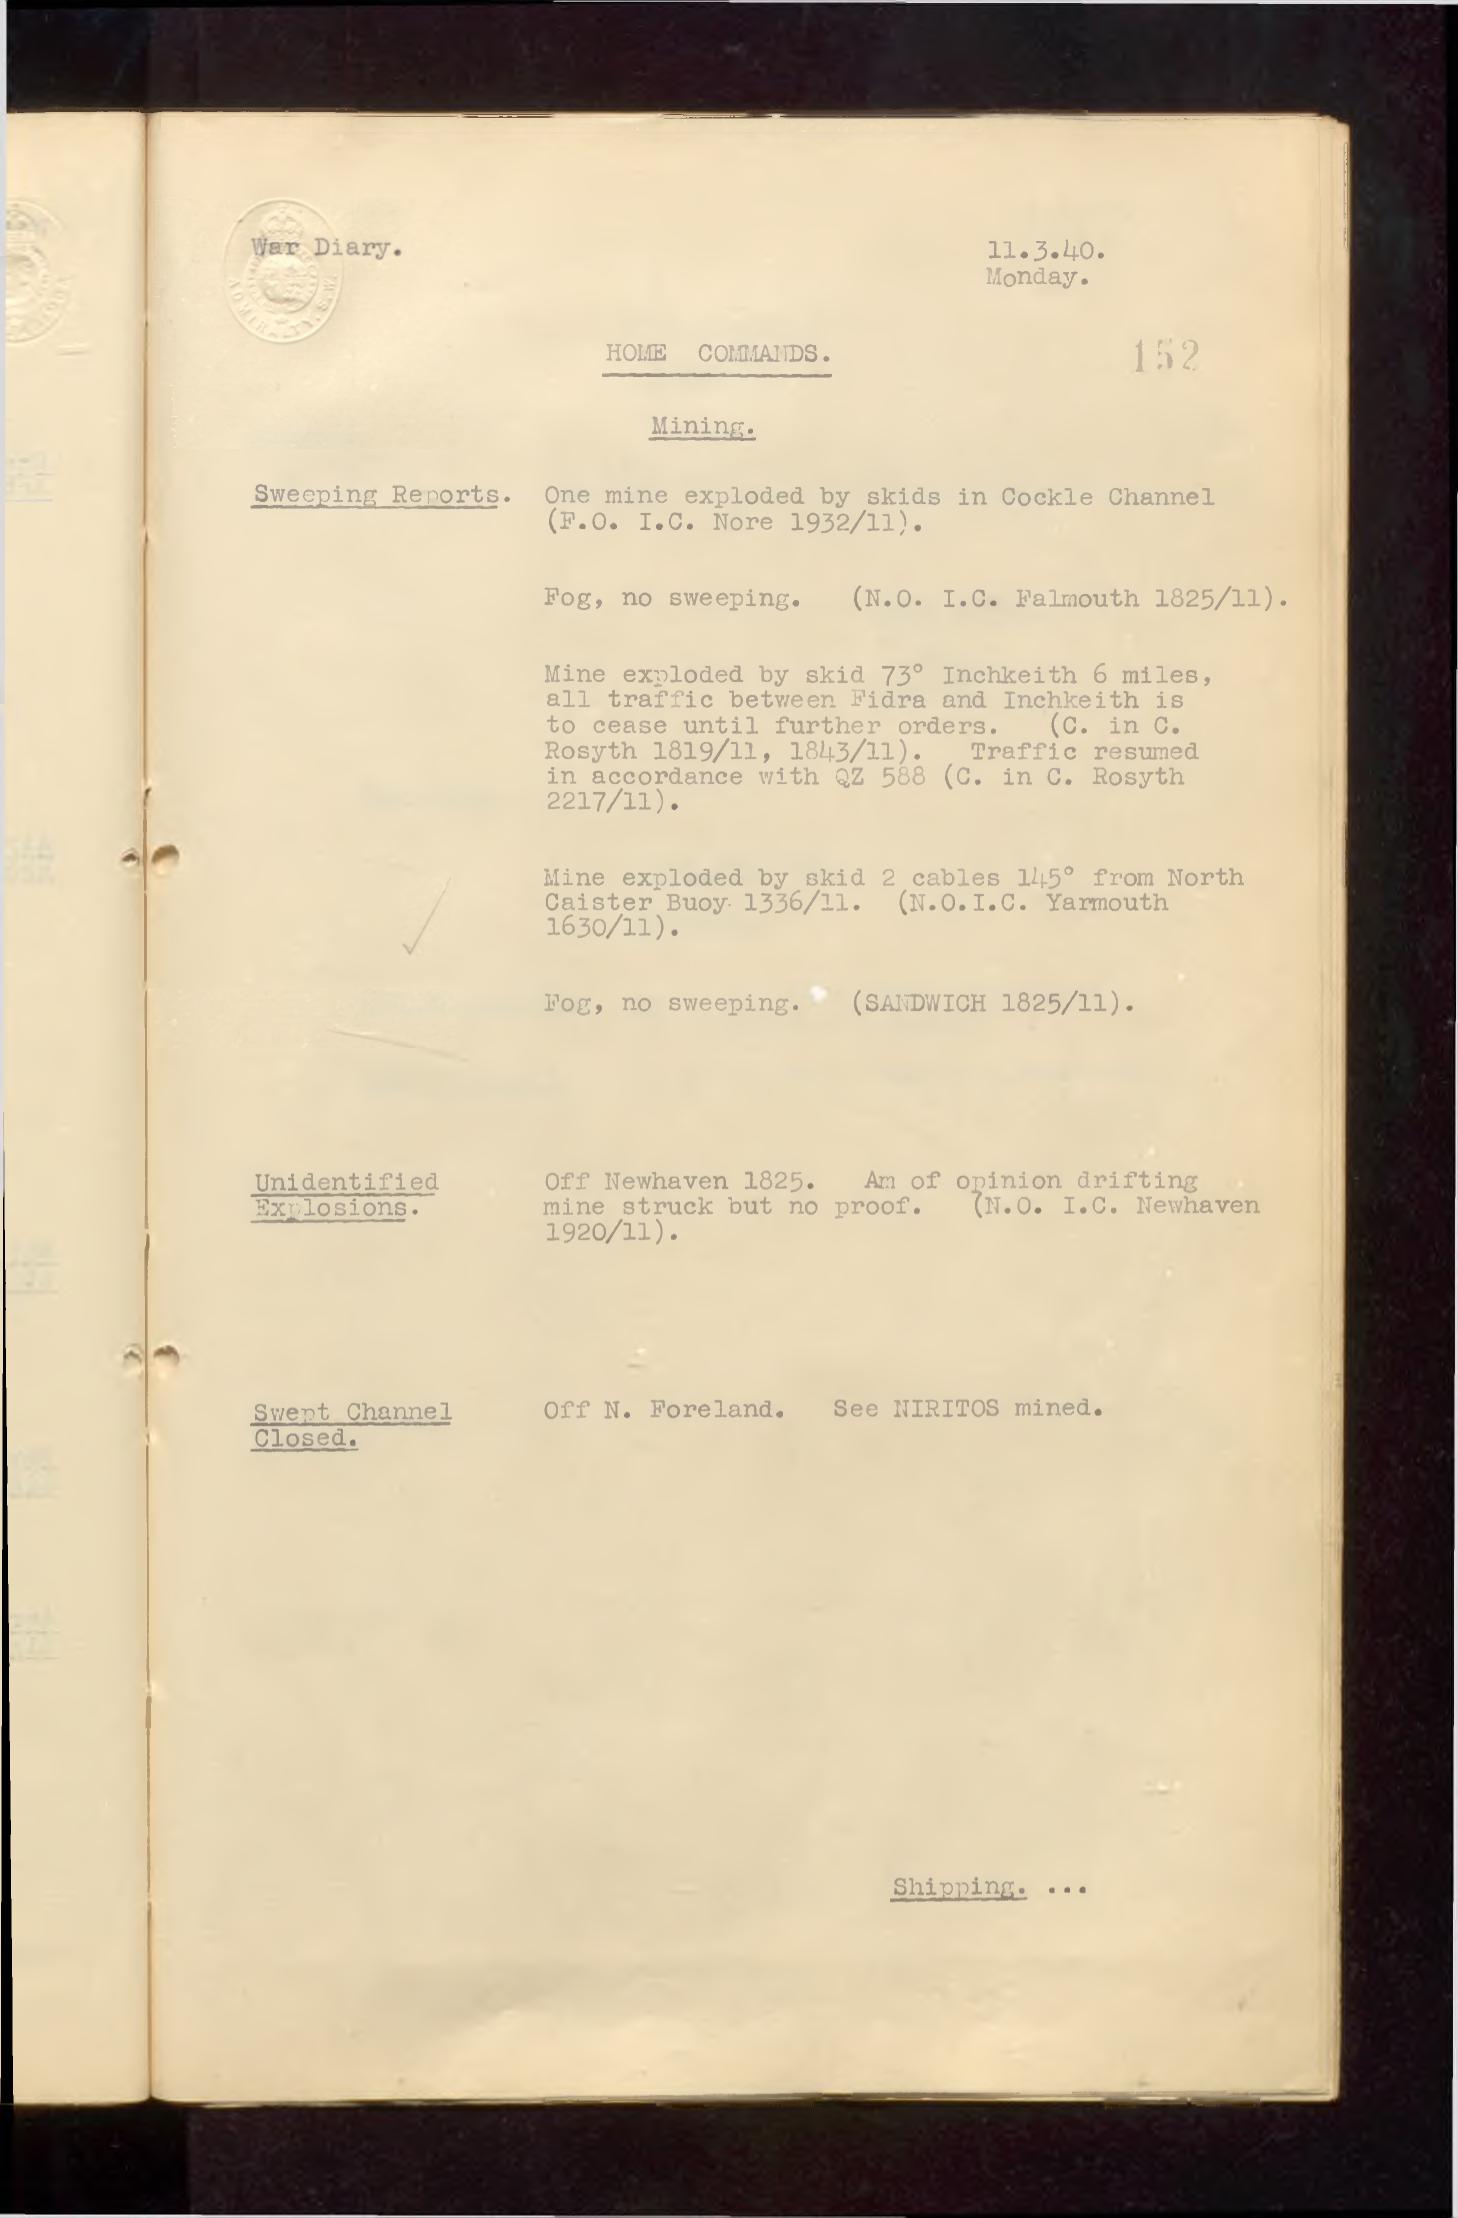 War Diary.
11.3.40.
Monday.
HOME COMMANDS.
152
Mining.
Sweeping Reports.
One mine exploded by skids in Cockle Channel
(F.O. I.C. Nore 1932/11).
Fog, no sweeping. (N.O. I.C. Falmouth 1825/11).
Mine exploded by skid 73° Inchkeith 6 miles,
all traffic between Fidra and Inchkeith is
to cease until further orders. (C. in C.
Rosyth 1819/11, 1843/11). Traffic resumed
in accordance with QZ 588 (C. in C. Rosyth
2217/11).
Mine exploded by skid 2 cables 145° from North
Caister Buoy 1336/11. (N.O.I.C. Yarmouth
1630/11).
Fog, no sweeping. (SANDWICH 1825/11).
Unidentified
Explosions.
Off Newhaven 1825. Am of opinion drifting
mine struck but no proof. (N.O. I.C. Newhaven
1920/11).
Swept Channel
Closed.
Off N. Foreland. See NIRITOS mined.
Shipping. ...